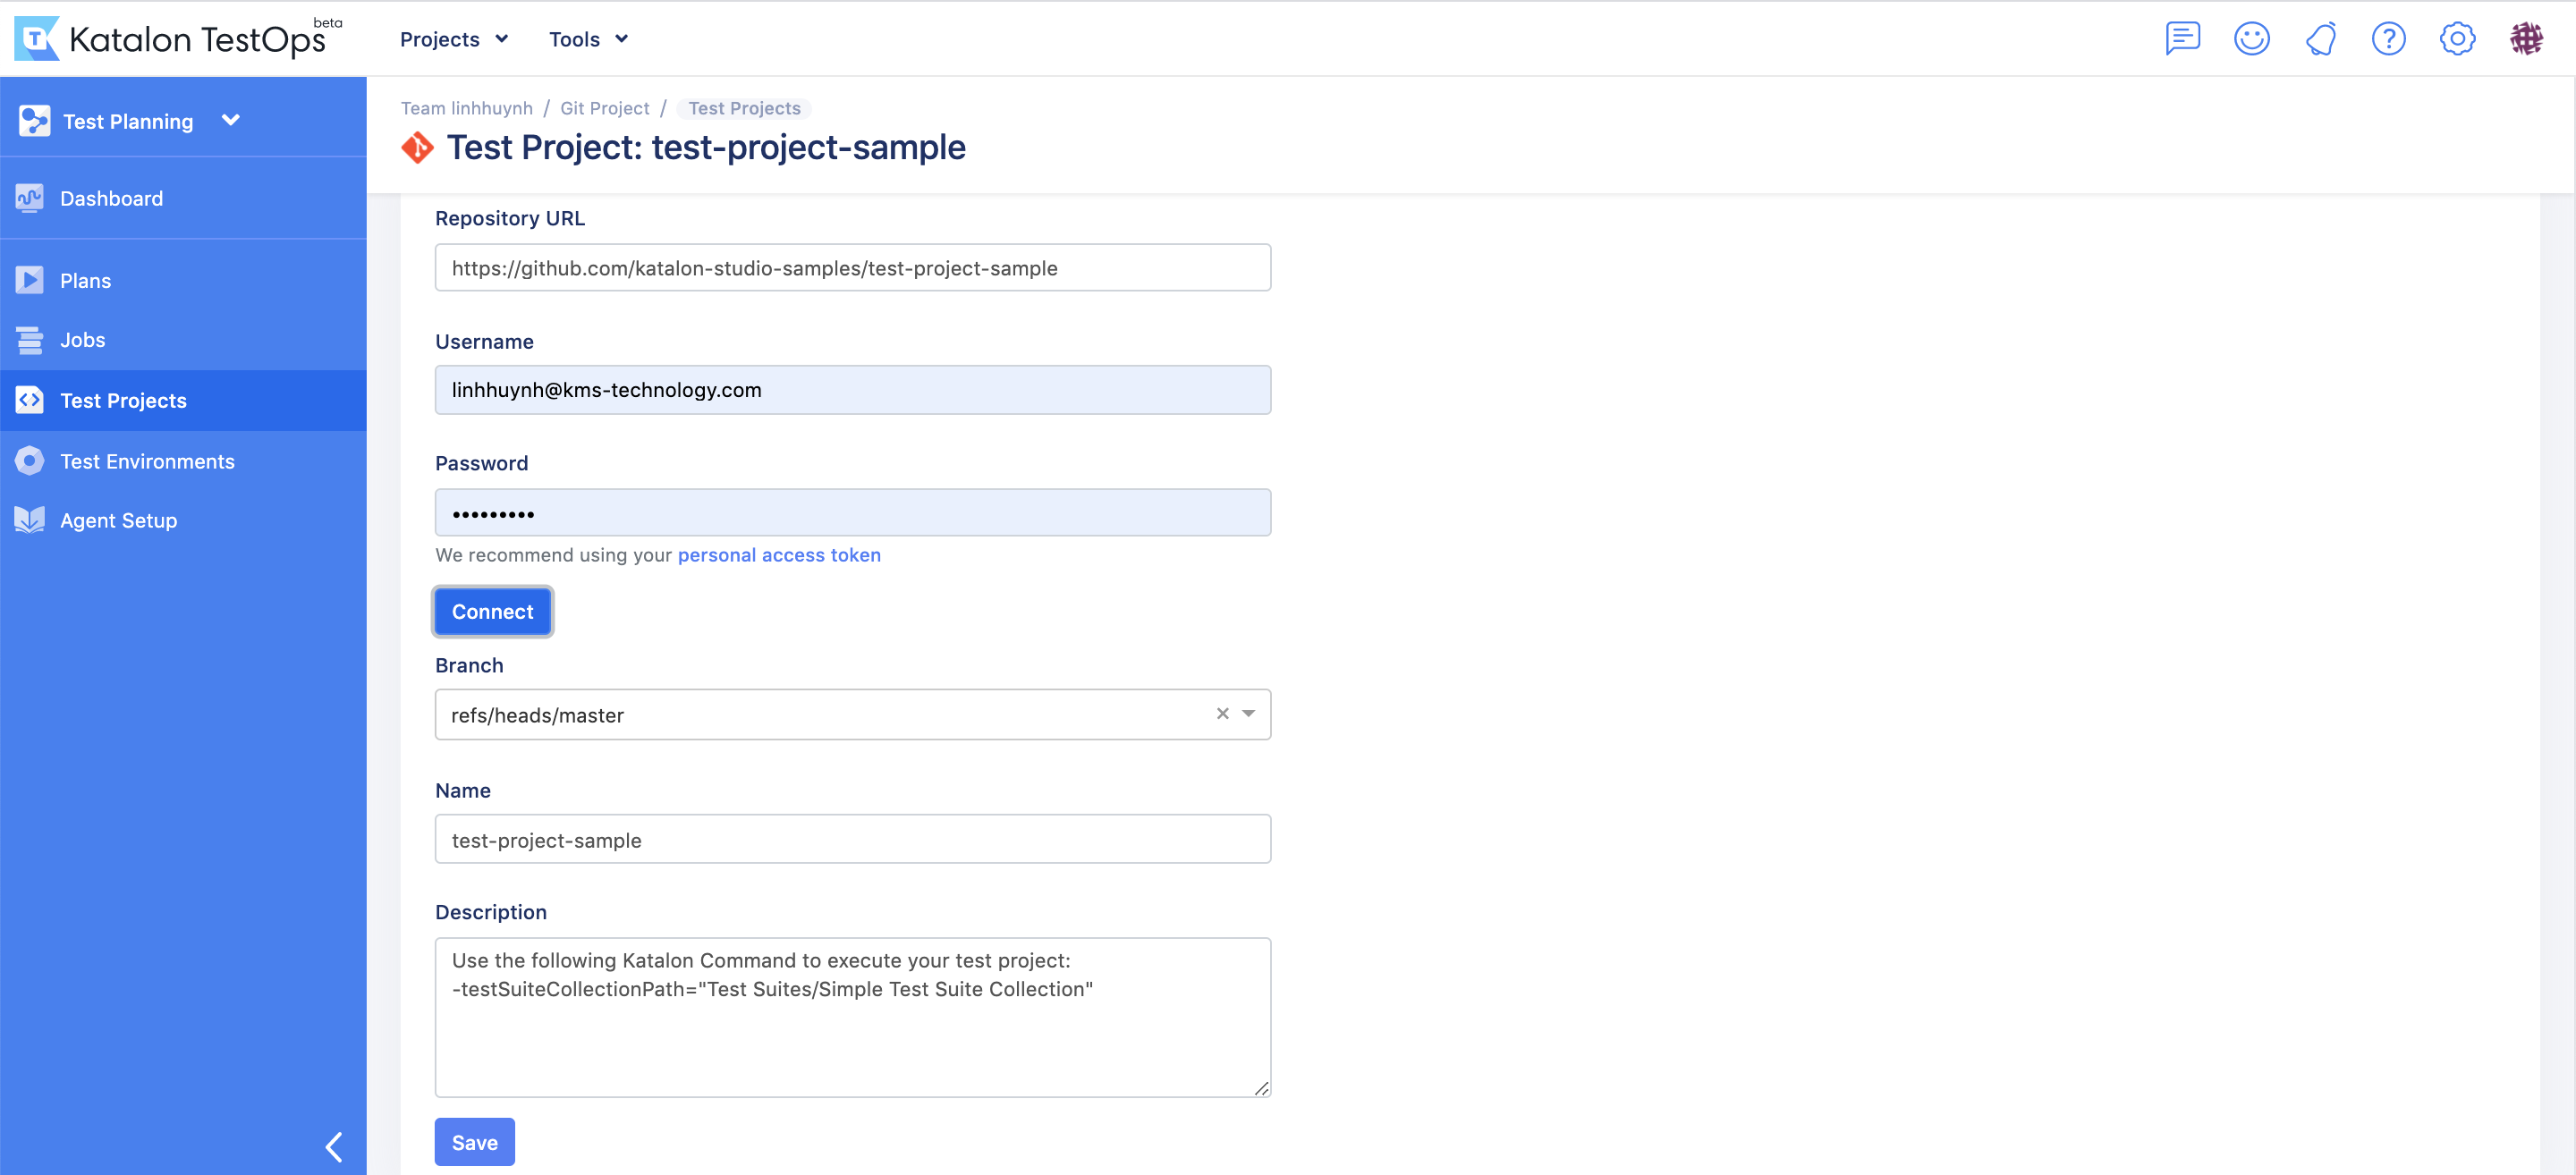 Katalon TestOps beta
Projects Tools
Test Planning
Dashboard
Plans
Jobs
Test Projects
Test Environments
Agent Setup
Team linhhuynh / Git Project / Test Projects
Test Project: test-project-sample
Repository URL
https://github.com/katalon-studio-samples/test-project-sample
Username
linhhuynh@kms-technology.com
Password
•••••••••
We recommend using your personal access token
Connect
Branch
refs/heads/master
Name
test-project-sample
Description
Use the following Katalon Command to execute your test project:
-testSuiteCollectionPath="Test Suites/Simple Test Suite Collection"
Save